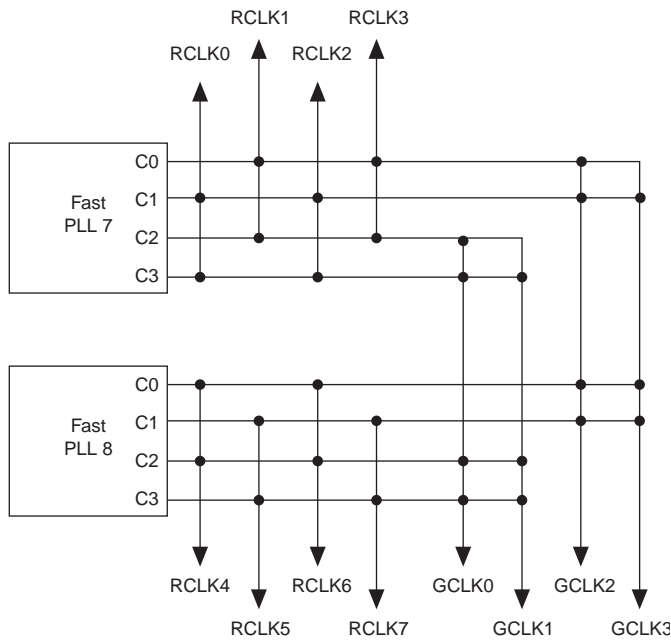 RCLK1 RCLK3
RCLK0 RCLK2
C0
C1
Fast
PLL 7
C2
C3
C0
C1
Fast
PLL 8
C2
C3
RCLK4 RCLK6 GCLK0 GCLK2
RCLK5 RCLK7 GCLK1 GCLK3